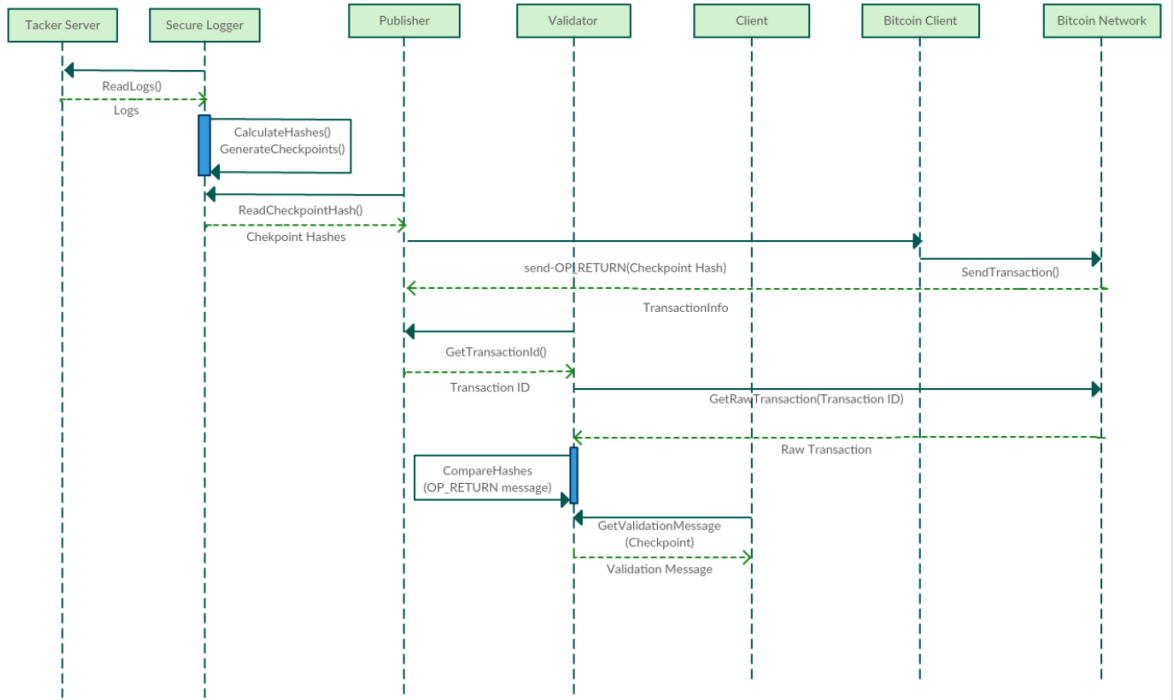 Tacker Server
Secure Logger
Publisher
Validator
Client
Bitcoin Client
Bitcoin Network
ReadLogs()
Logs
CalculateHashes()
GenerateCheckpoints()
ReadCheckpointHash()
Chekpoint Hashes
send-OP_RETURN(Checkpoint Hash)
SendTransaction()
TransactionInfo
GetTransactionId()
Transaction ID
GetRawTransaction(Transaction ID)
Raw Transaction
CompareHashes
(OP_RETURN message)
GetValidationMessage
(Checkpoint)
Validation Message